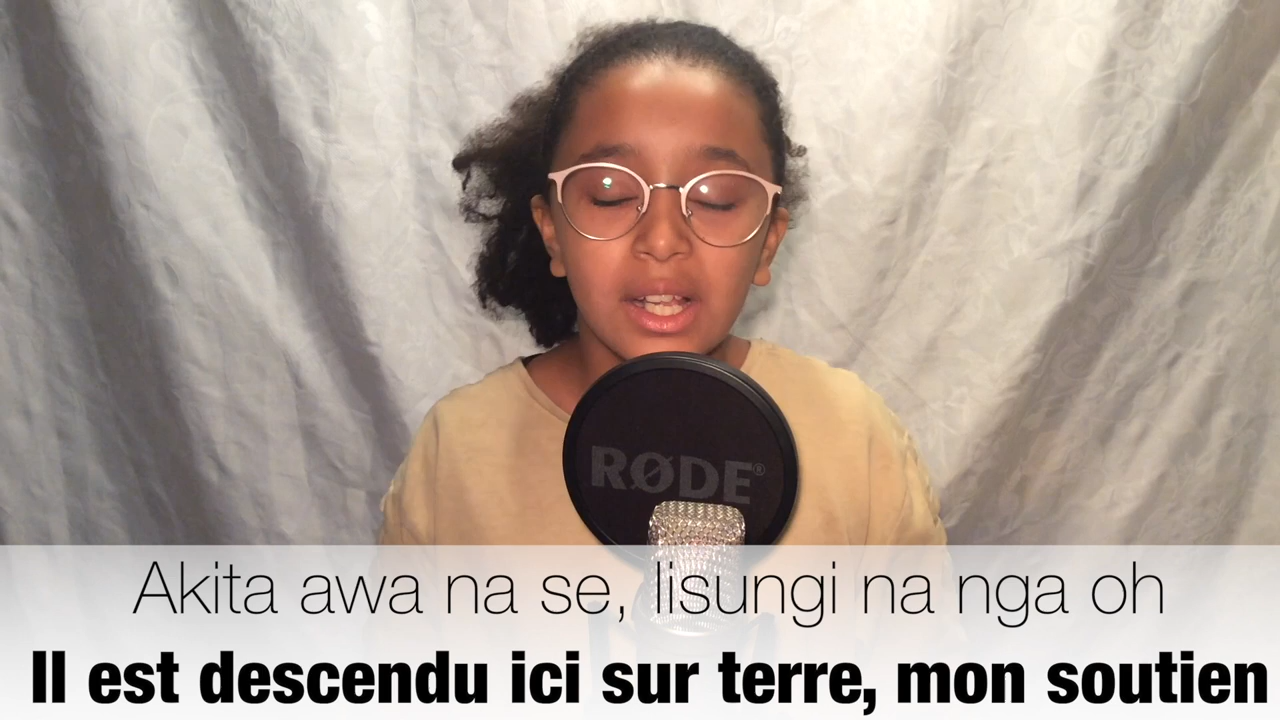 RØDE®
Akita awa na se, lisungi na nga oh
Il est descendu ici sur terre, mon soutien